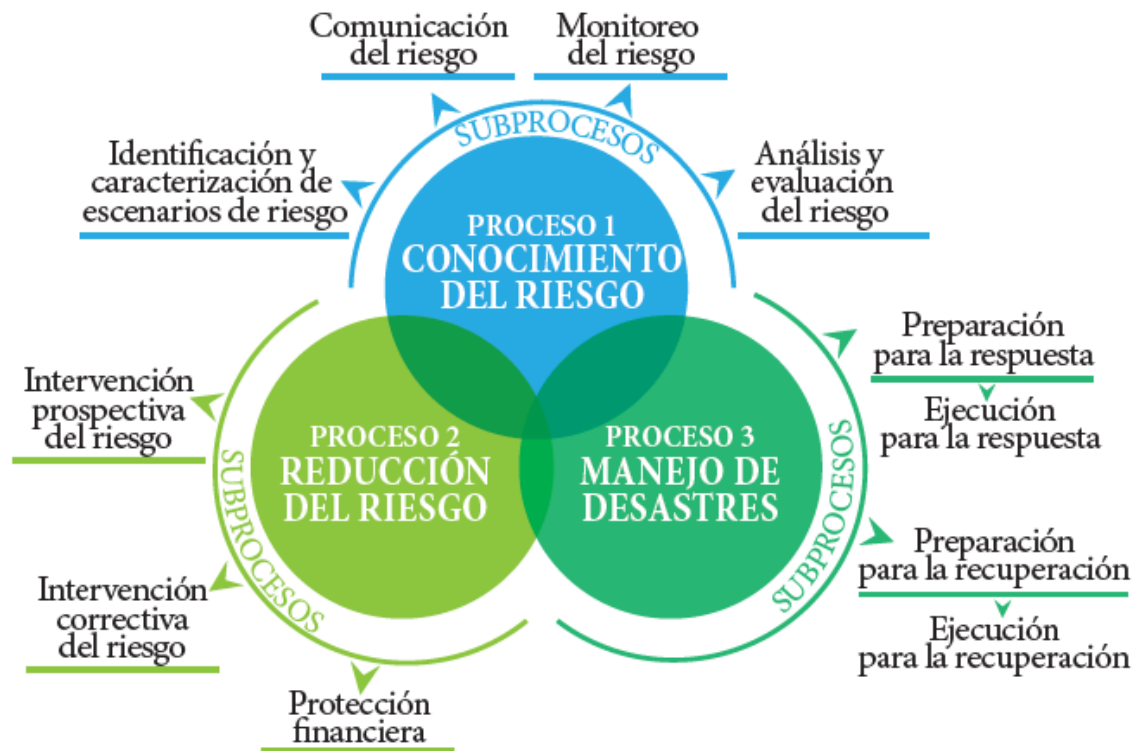 Comunicación
del riesgo
Monitoreo
del riesgo
SUBPROCESOS
Identificación y
caracterización de
escenarios de riesgo
Análisis y
evaluación
del riesgo
PROCESO 1
CONOCIMIENTO
DEL RIESGO
Intervención
prospectiva
del riesgo
SUBPROCESOS
Intervención
correctiva
del riesgo
Protección
financiera
PROCESO 2
REDUCCIÓN
DEL RIESGO
PROCESO 3
MANEJO DE
DESASTRES
SUBPROCESOS
Preparación
para la respuesta
Ejecución
para la respuesta
Preparación
para la recuperación
Ejecución
para la recuperación